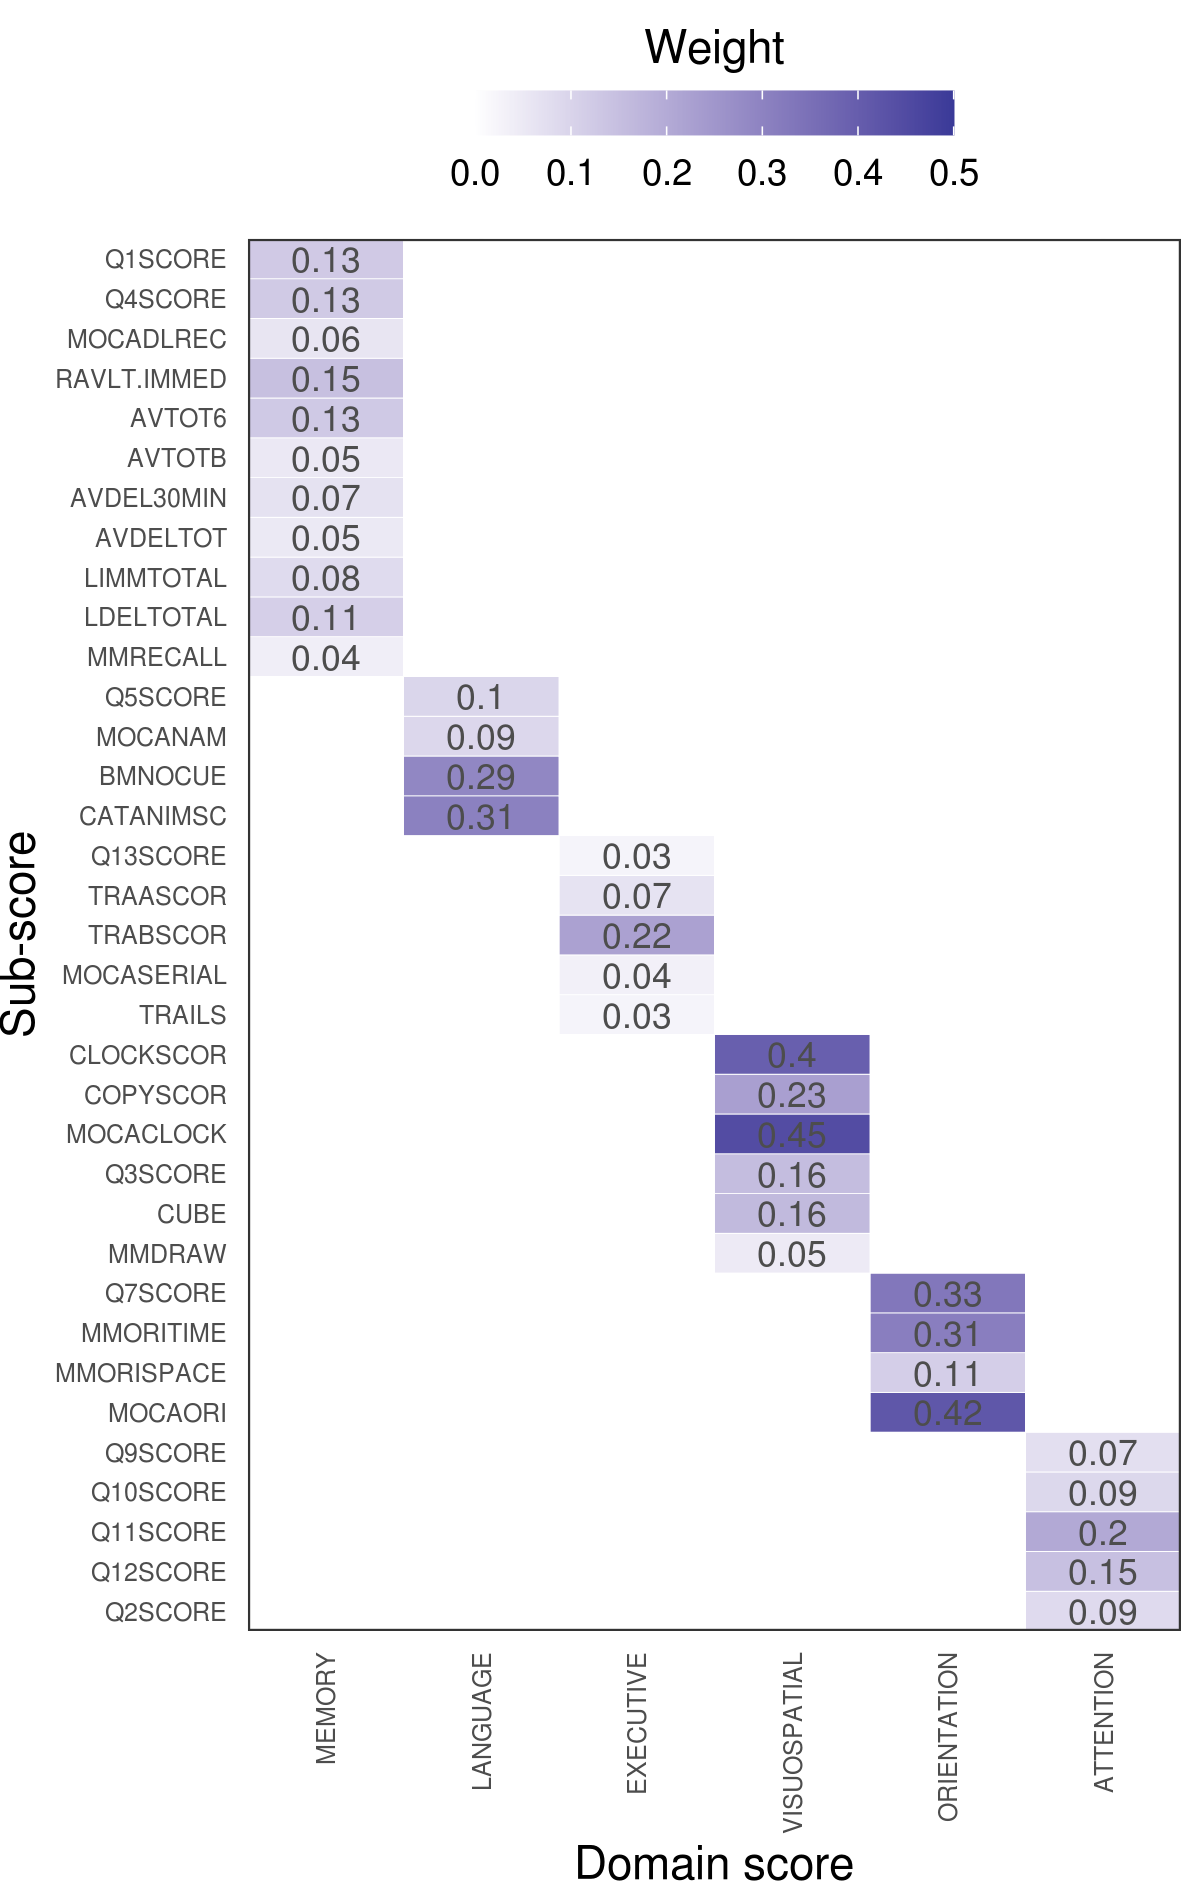 Weight
0.0 0.1 0.2 0.3 0.4 0.5
Q1SCORE 0.13
Q4SCORE 0.13
MOCADLREC 0.06
RAVLT.IMMED 0.15
AVTOT6 0.13
AVTOTB 0.05
AVDEL30MIN 0.07
AVDELTOT 0.05
LIMMTOTAL 0.08
LDELTOTAL 0.11
MMRECALL 0.04
Q5SCORE 0.1
MOCANAM 0.09
BMNOCUE 0.29
CATANIMSC 0.31
Q13SCORE 0.03
TRAASCOR 0.07
TRABSCOR 0.22
MOCASERIAL 0.04
TRAILS 0.03
CLOCKSCOR 0.4
COPYSCOR 0.23
MOCACLOCK 0.45
Q3SCORE 0.16
CUBE 0.16
MMDRAW 0.05
Q7SCORE 0.33
MMORITIME 0.31
MMORISPACE 0.11
MOCAORI 0.42
Q9SCORE 0.07
Q10SCORE 0.09
Q11SCORE 0.2
Q12SCORE 0.15
Q2SCORE 0.09
Sub-score
MEMORY
LANGUAGE
EXECUTIVE
VISUOSPATIAL
ORIENTATION
ATTENTION
Domain score